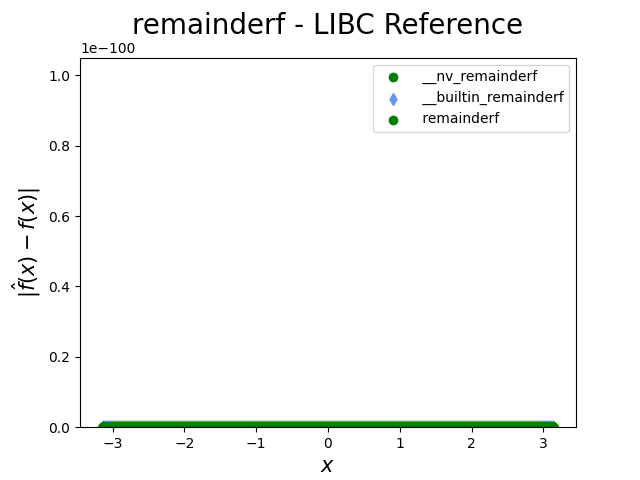 remainderf - LIBC Reference
1e−100
1.0
0.8
0.6
0.4
0.2
0.0
|f̂(x) − f(x)|
__nv_remainderf
__builtin_remainderf
remainderf
−3
−2
−1
0
1
2
3
x